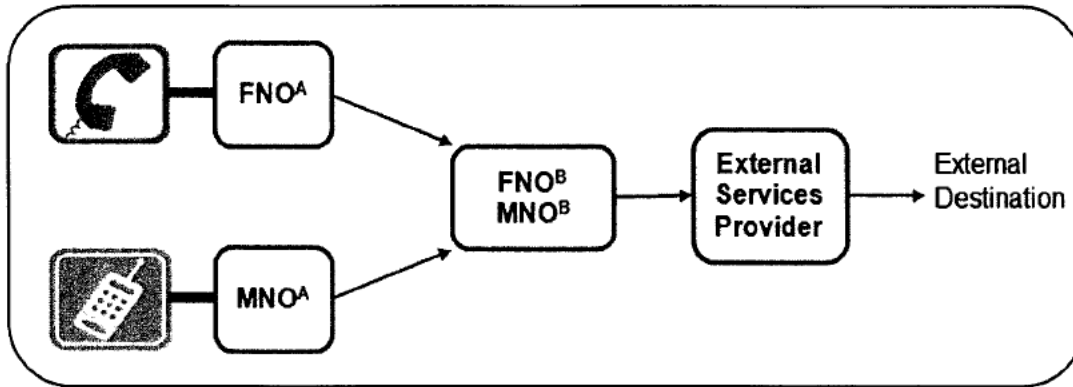 FNOᴬ
MNOᴬ
FNOᴮ
MNOᴮ
External
Services
Provider
External
Destination